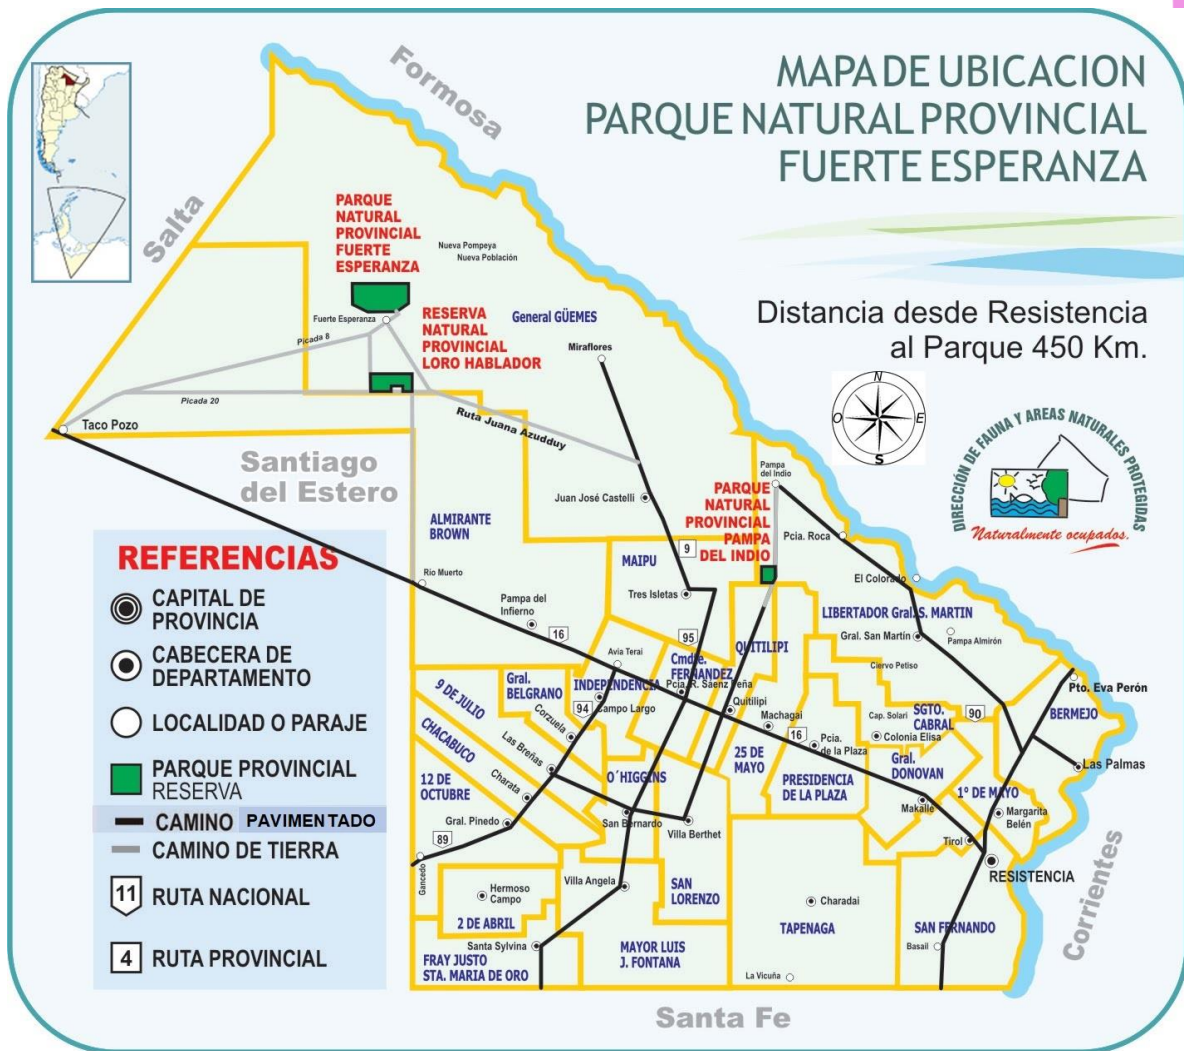 MAPA DE UBICACION
PARQUE NATURAL PROVINCIAL
FUERTE ESPERANZA
Formosa
Salta
PARQUE
NATURAL
PROVINCIAL
FUERTE
ESPERANZA
Nueva Pompeya
Nueva Población
Fuerte Esperanza
RESERVA
NATURAL
PROVINCIAL
LORO HABLADOR
General GÜEMES
Distancia desde Resistencia
al Parque 450 Km.
Picada 8
Miraflores
Picada 20
N
O
E
S
Taco Pozo
Ruta Juana Azudduy
Santiago
del Estero
DIRECCIÓN DE FAUNA Y AREAS NATURALES PROTEGIDAS
Naturalmente ocupados.
Pampa
del Indio
PARQUE
NATURAL
PROVINCIAL
PAMPA
DEL INDIO
Juan José Castelli
ALMIRANTE
BROWN
Pcia. Roca
9
MAIPU
El Colorado
Rio Muerto
Tres Isletas
Pampa del
Infierno
16
95
LIBERTADOR Gral. S. MARTIN
Gral. San Martín
Pampa Almirón
QUITILIPI
Avia Terai
Cmdte.
FERNANDEZ
Ciervo Petiso
Gral.
BELGRANO
INDEPENDENCIA
Pcia. R. Saenz Peña
9 DE JULIO
94
Campo Largo
Quitilipi
Pto. Eva Perón
BERMEJO
SGTO.
CABRAL
90
Corzuela
Machagai
Cap. Solari
Colonia Elisa
CHACABUCO
16
Pcia.
de la Plaza
Las Breñas
25 DE
MAYO
Gral.
DONOVAN
Las Palmas
12 DE
OCTUBRE
Charata
O´HIGGINS
PRESIDENCIA
DE LA PLAZA
1º DE MAYO
Makallé
Margarita
Belén
Gral. Pinedo
San Bernardo
Villa Berthet
Tirol
89
Gancedo
RESISTENCIA
Corrientes
Hermoso
Campo
Villa Angela
SAN
LORENZO
Charadai
2 DE ABRIL
TAPENAGA
SAN FERNANDO
Santa Sylvina
MAYOR LUIS
J. FONTANA
Basail
FRAY JUSTO
STA. MARIA DE ORO
La Vicuña
Santa Fe
REFERENCIAS
CAPITAL DE
PROVINCIA
CABECERA DE
DEPARTAMENTO
LOCALIDAD O PARAJE
PARQUE PROVINCIAL
RESERVA
CAMINO PAVIMENTADO
CAMINO DE TIERRA
11 RUTA NACIONAL
4 RUTA PROVINCIAL